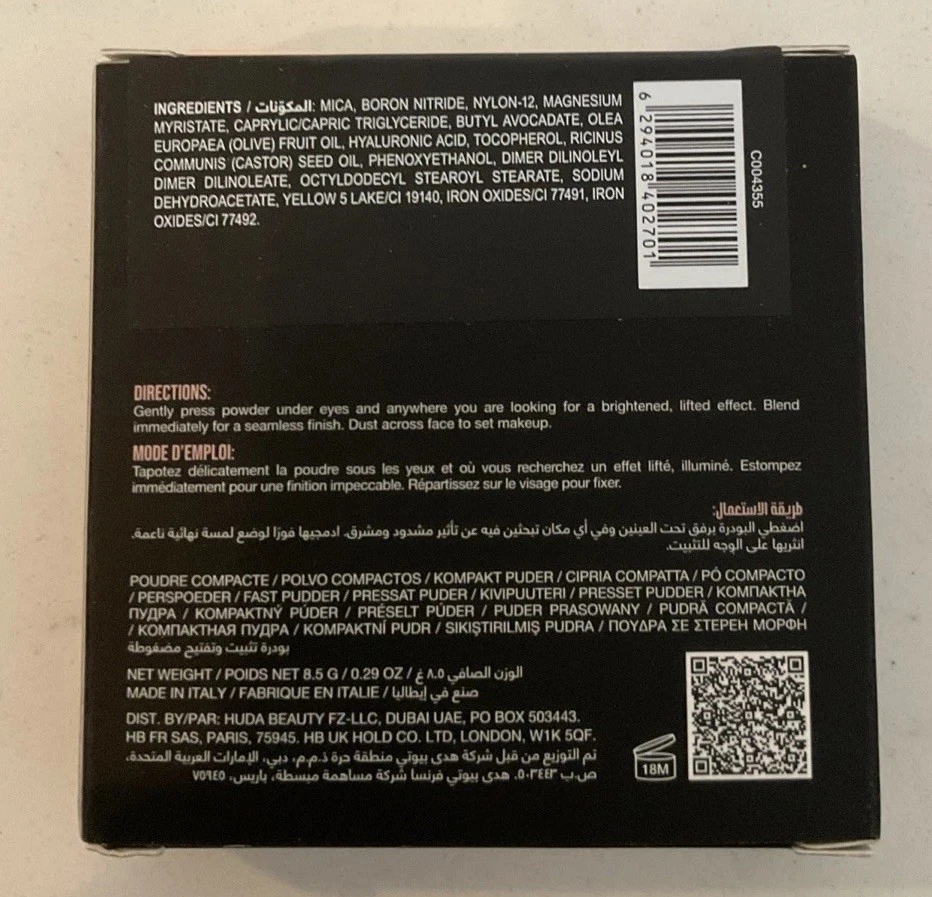 INGREDIENTS / المكوّنات: MICA, BORON NITRIDE, NYLON-12, MAGNESIUM
MYRISTATE, CAPRYLIC/CAPRIC TRIGLYCERIDE, BUTYL AVOCADATE, OLEA
EUROPAEA (OLIVE) FRUIT OIL, HYALURONIC ACID, TOCOPHEROL, RICINUS
COMMUNIS (CASTOR) SEED OIL, PHENOXYETHANOL, DIMER DILINOLEYL
DIMER DILINOLEATE, OCTYLDODECYL STEAROYL STEARATE, SODIUM
DEHYDROACETATE, YELLOW 5 LAKE/CI 19140, IRON OXIDES/CI 77491, IRON
OXIDES/CI 77492.
6 294018 402701
C004355
DIRECTIONS:
Gently press powder under eyes and anywhere you are looking for a brightened, lifted effect. Blend
immediately for a seamless finish. Dust across face to set makeup.
MODE D'EMPLOI:
Tapotez délicatement la poudre sous les yeux et où vous recherchez un effet lifté, illuminé. Estompez
immédiatement pour une finition impeccable. Répartissez sur le visage pour fixer.
طريقة الاستعمال:
اضغطي البودرة برفق تحت العينين وفي أي مكان تبحثين فيه عن تأثير مشدود ومشرق. ادمجيها فورًا لوضع لمسة نهائية ناعمة.
انثريها على الوجه للتثبيت.
POUDRE COMPACTE / POLVO COMPACTOS / KOMPAKT PUDER / CIPRIA COMPATTA / PÓ COMPACTO
/ PERSPOEDER / FAST PUDDER / PRESSAT PUDER / KIVIPUUTERI / PRESSET PUDDER / КОМПАКТНА
ПУДРА / KOMPAKTNÝ PÚDER / PRÉSELT PÚDER / PUDER PRASOWANY / PUDRĂ COMPACTĂ /
/ КОМПАКТНАЯ ПУДРА / KOMPAKTNÍ PUDR / SIKIŞTIRILMIŞ PUDRA / ΠΟΥΔΡΑ ΣΕ ΣΤΕΡΕΗ ΜΟΡΦΗ
بودرة تثبيت وتفتيح مضغوطة
NET WEIGHT / POIDS NET 8.5 G / 0.29 OZ / الوزن الصافي ٨.٥ غ
MADE IN ITALY / FABRIQUE EN ITALIE / صنع في إيطاليا
DIST. BY/PAR: HUDA BEAUTY FZ-LLC, DUBAI UAE, PO BOX 503443.
HB FR SAS, PARIS, 75945. HB UK HOLD CO. LTD, LONDON, W1K 5QF.
تم التوزيع من قبل شركة هدى بيوتي منطقة حرة ذ.م.م، دبي، الإمارات العربية المتحدة،
ص.ب ٥٠٣٤٤٣. هدى بيوتي فرنسا شركة مساهمة مبسطة، باريس، ٧٥٩٤٥
18M